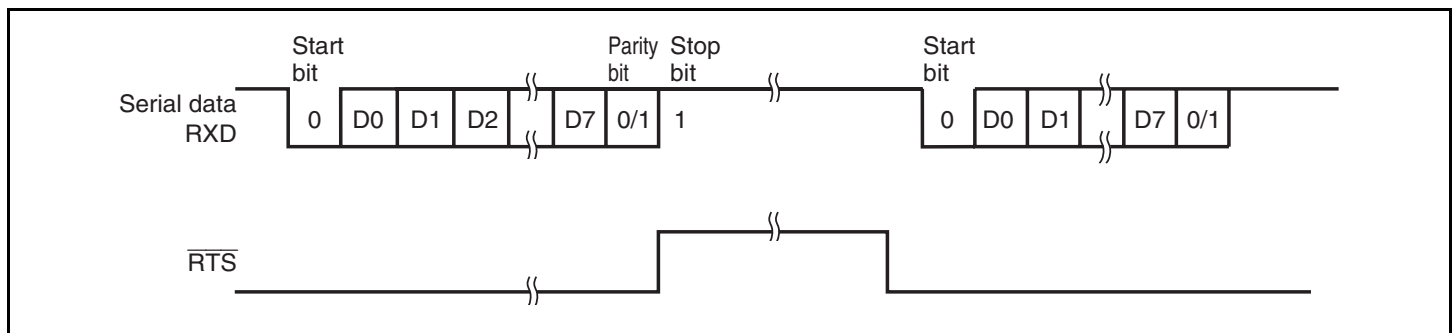 Start bit Parity bit Stop bit Start bit
Serial data RXD 0 D0 D1 D2 D7 0/1 1 0 D0 D1 D7 0/1
RTS